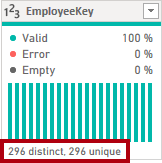 123 EmployeeKey
Valid 100 %
Error 0 %
Empty 0 %
296 distinct, 296 unique